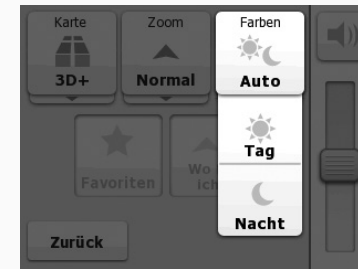 Karte
Zoom
Farben
3D+
Normal
Auto
Tag
Favoriten
Wo
ich
Nacht
Zurück